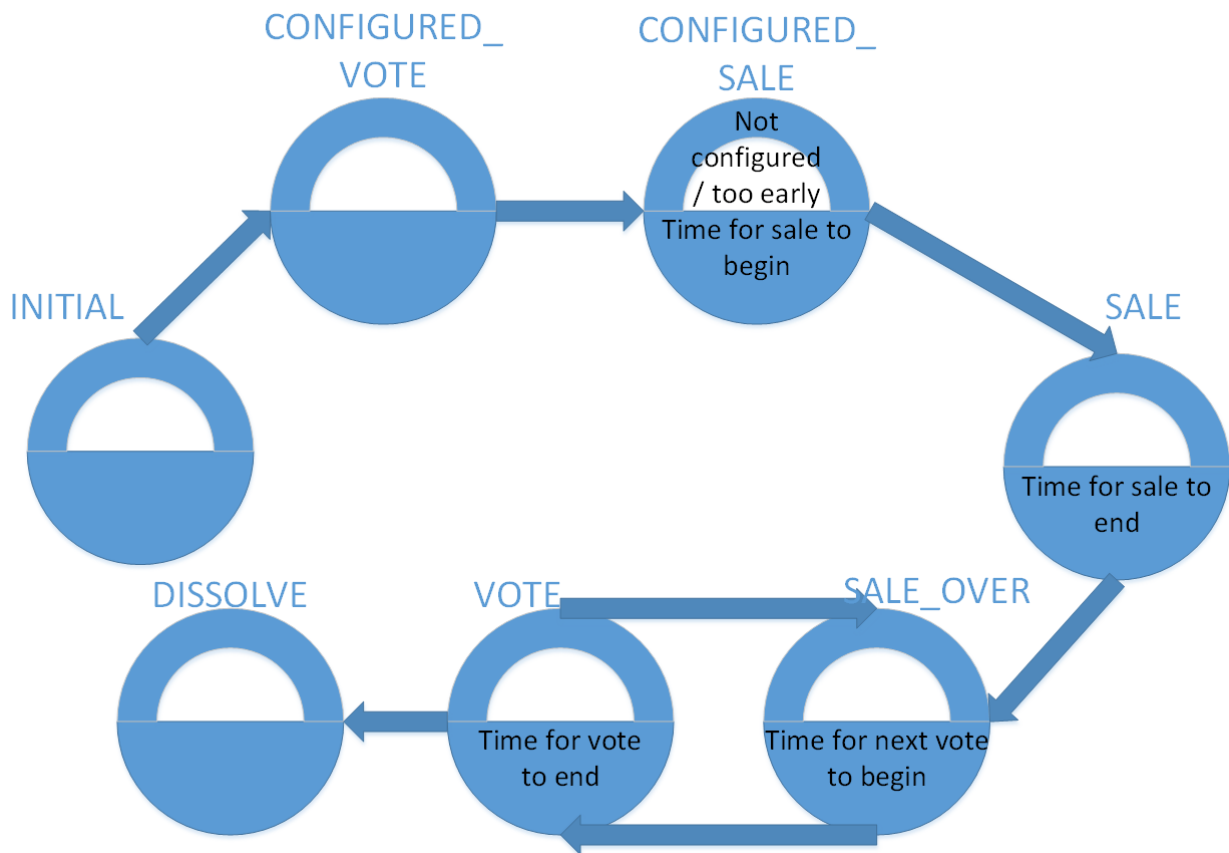 CONFIGURED_
VOTE
CONFIGURED_
SALE
Not
configured
/ too early
Time for sale to
begin
INITIAL
SALE
Time for sale to
end
DISSOLVE
VOTE
SALE_OVER
Time for vote
to end
Time for next vote
to begin